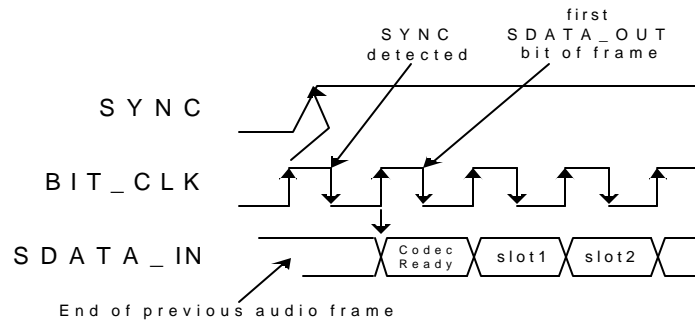 first
SYNC
SDATA_OUT
detected
bit of frame
SYNC
BIT_CLK
SDATA_IN
Codec
Ready
slot1
slot2
End of previous audio frame